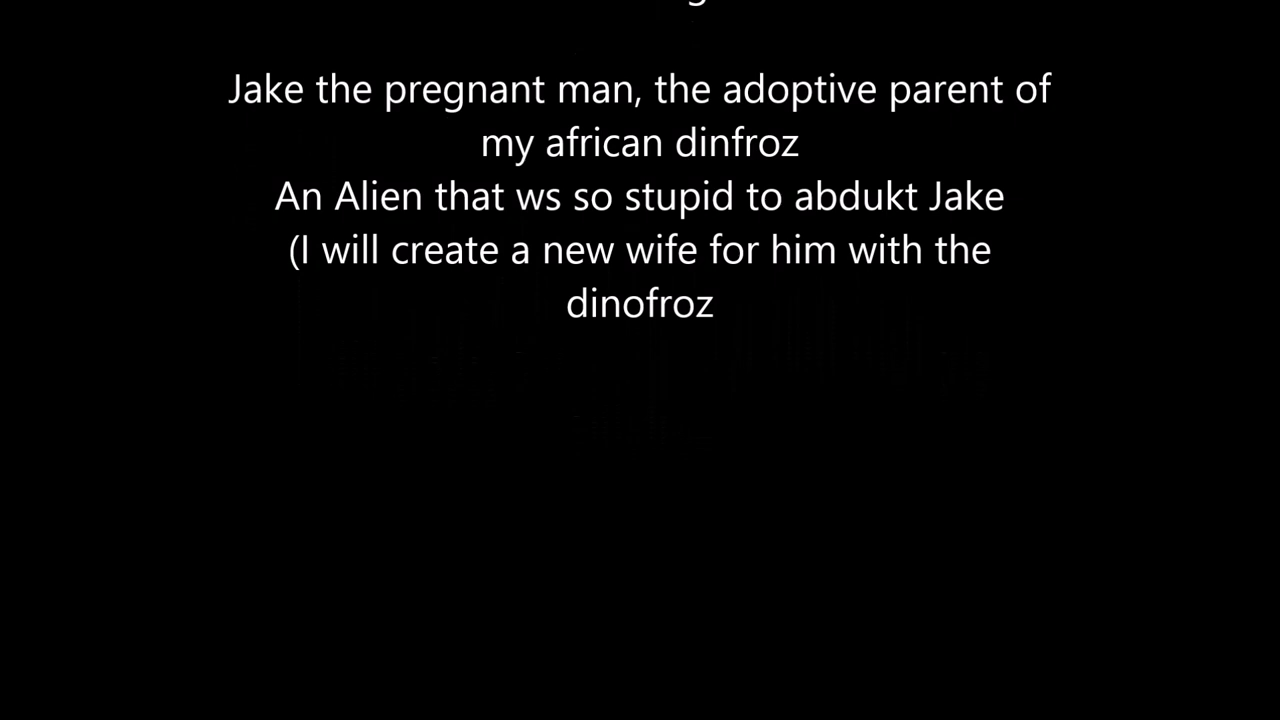 Jake the pregnant man, the adoptive parent of
my african dinfroz
An Alien that ws so stupid to abdukt Jake
(I will create a new wife for him with the
dinofroz